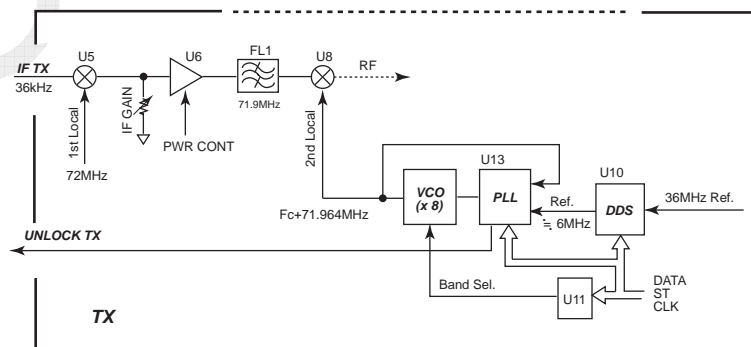 U5
U6
FL1
U8
IF TX
36kHz
RF
71.9MHz
1st Local
IF GAIN
PWR CONT
2nd Local
72MHz
U13
U10
VCO
(x 8)
PLL
DDS
Ref.
≒ 6MHz
36MHz Ref.
Fc+71.964MHz
UNLOCK TX
Band Sel.
U11
DATA
ST
CLK
TX